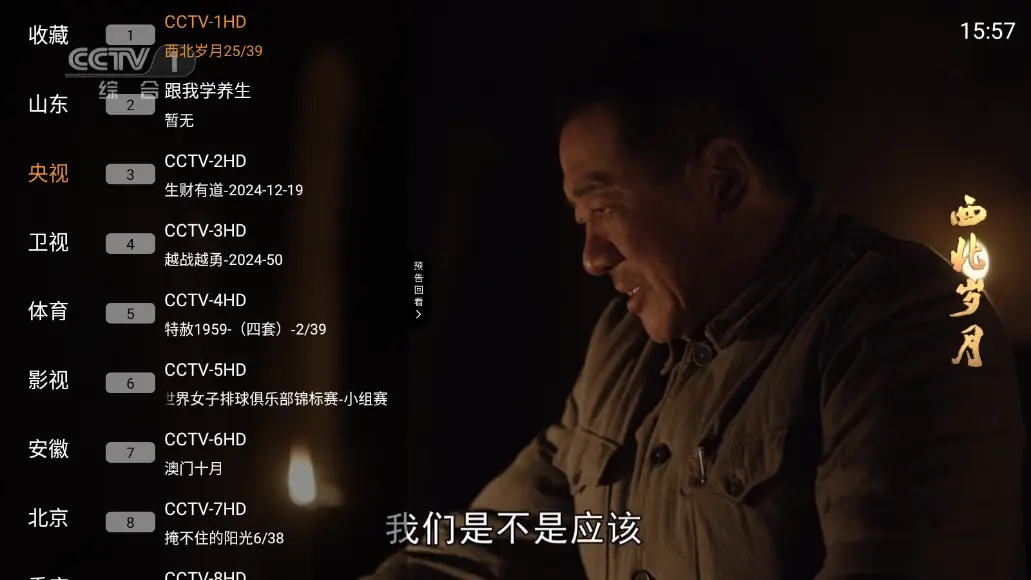 收藏
山东
央视
卫视
体育
影视
安徽
北京
1
CCTV-1HD
西北岁月25/39
2
跟我学养生
暂无
3
CCTV-2HD
生财有道-2024-12-19
4
CCTV-3HD
越战越勇-2024-50
5
CCTV-4HD
特赦1959-（四套）-2/39
6
CCTV-5HD
世界女子排球俱乐部锦标赛-小组赛
7
CCTV-6HD
澳门十月
8
CCTV-7HD
掩不住的阳光6/38
CCTV-8HD
CCTV 1
综合
预告回看
15:57
西北岁月
我们是不是应该